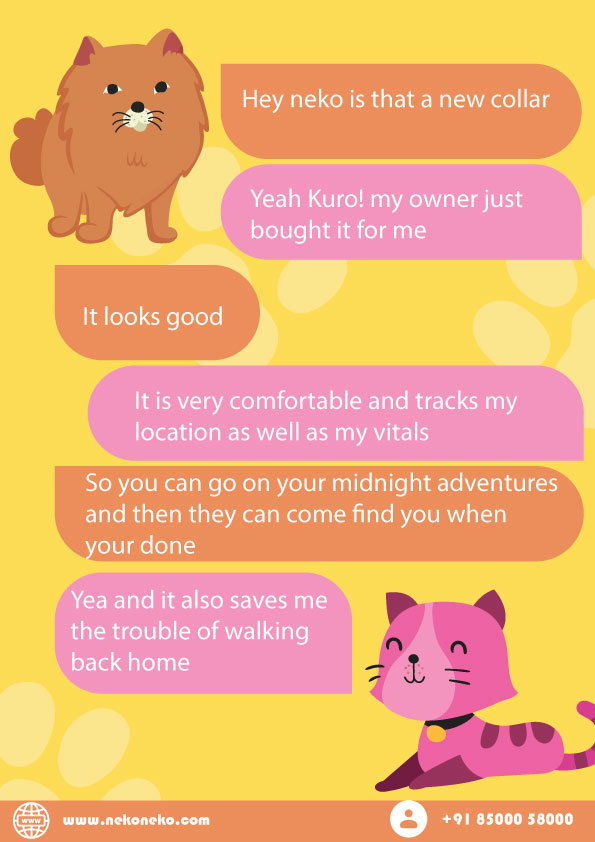 Hey neko is that a new collar
Yeah Kuro! my owner just
bought it for me
It looks good
It is very comfortable and tracks my
location as well as my vitals
So you can go on your midnight adventures
and then they can come find you when
your done
Yea and it also saves me
the trouble of walking
back home
www
www.nekoneko.com
+91 85000 58000